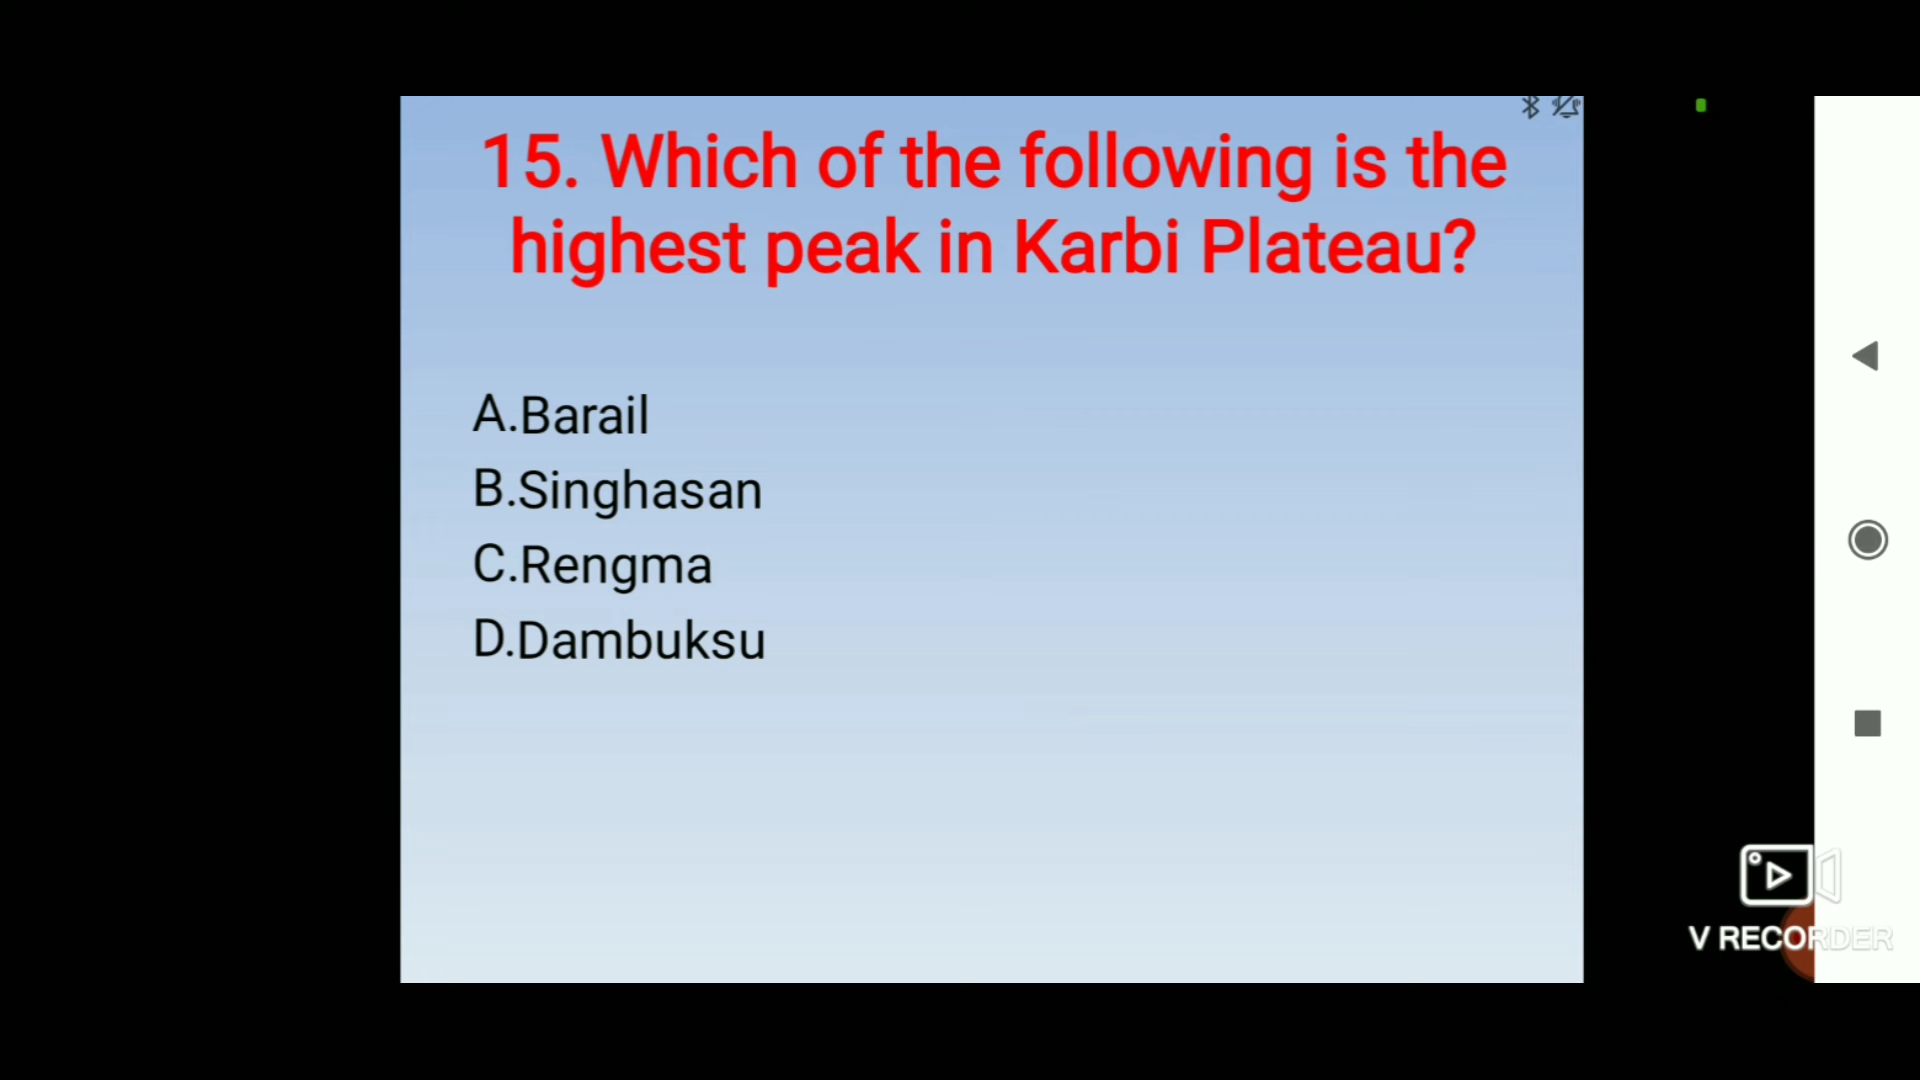 15. Which of the following is the
highest peak in Karbi Plateau?
A.Barail
B.Singhasan
C.Rengma
D.Dambuksu
V RECORDER